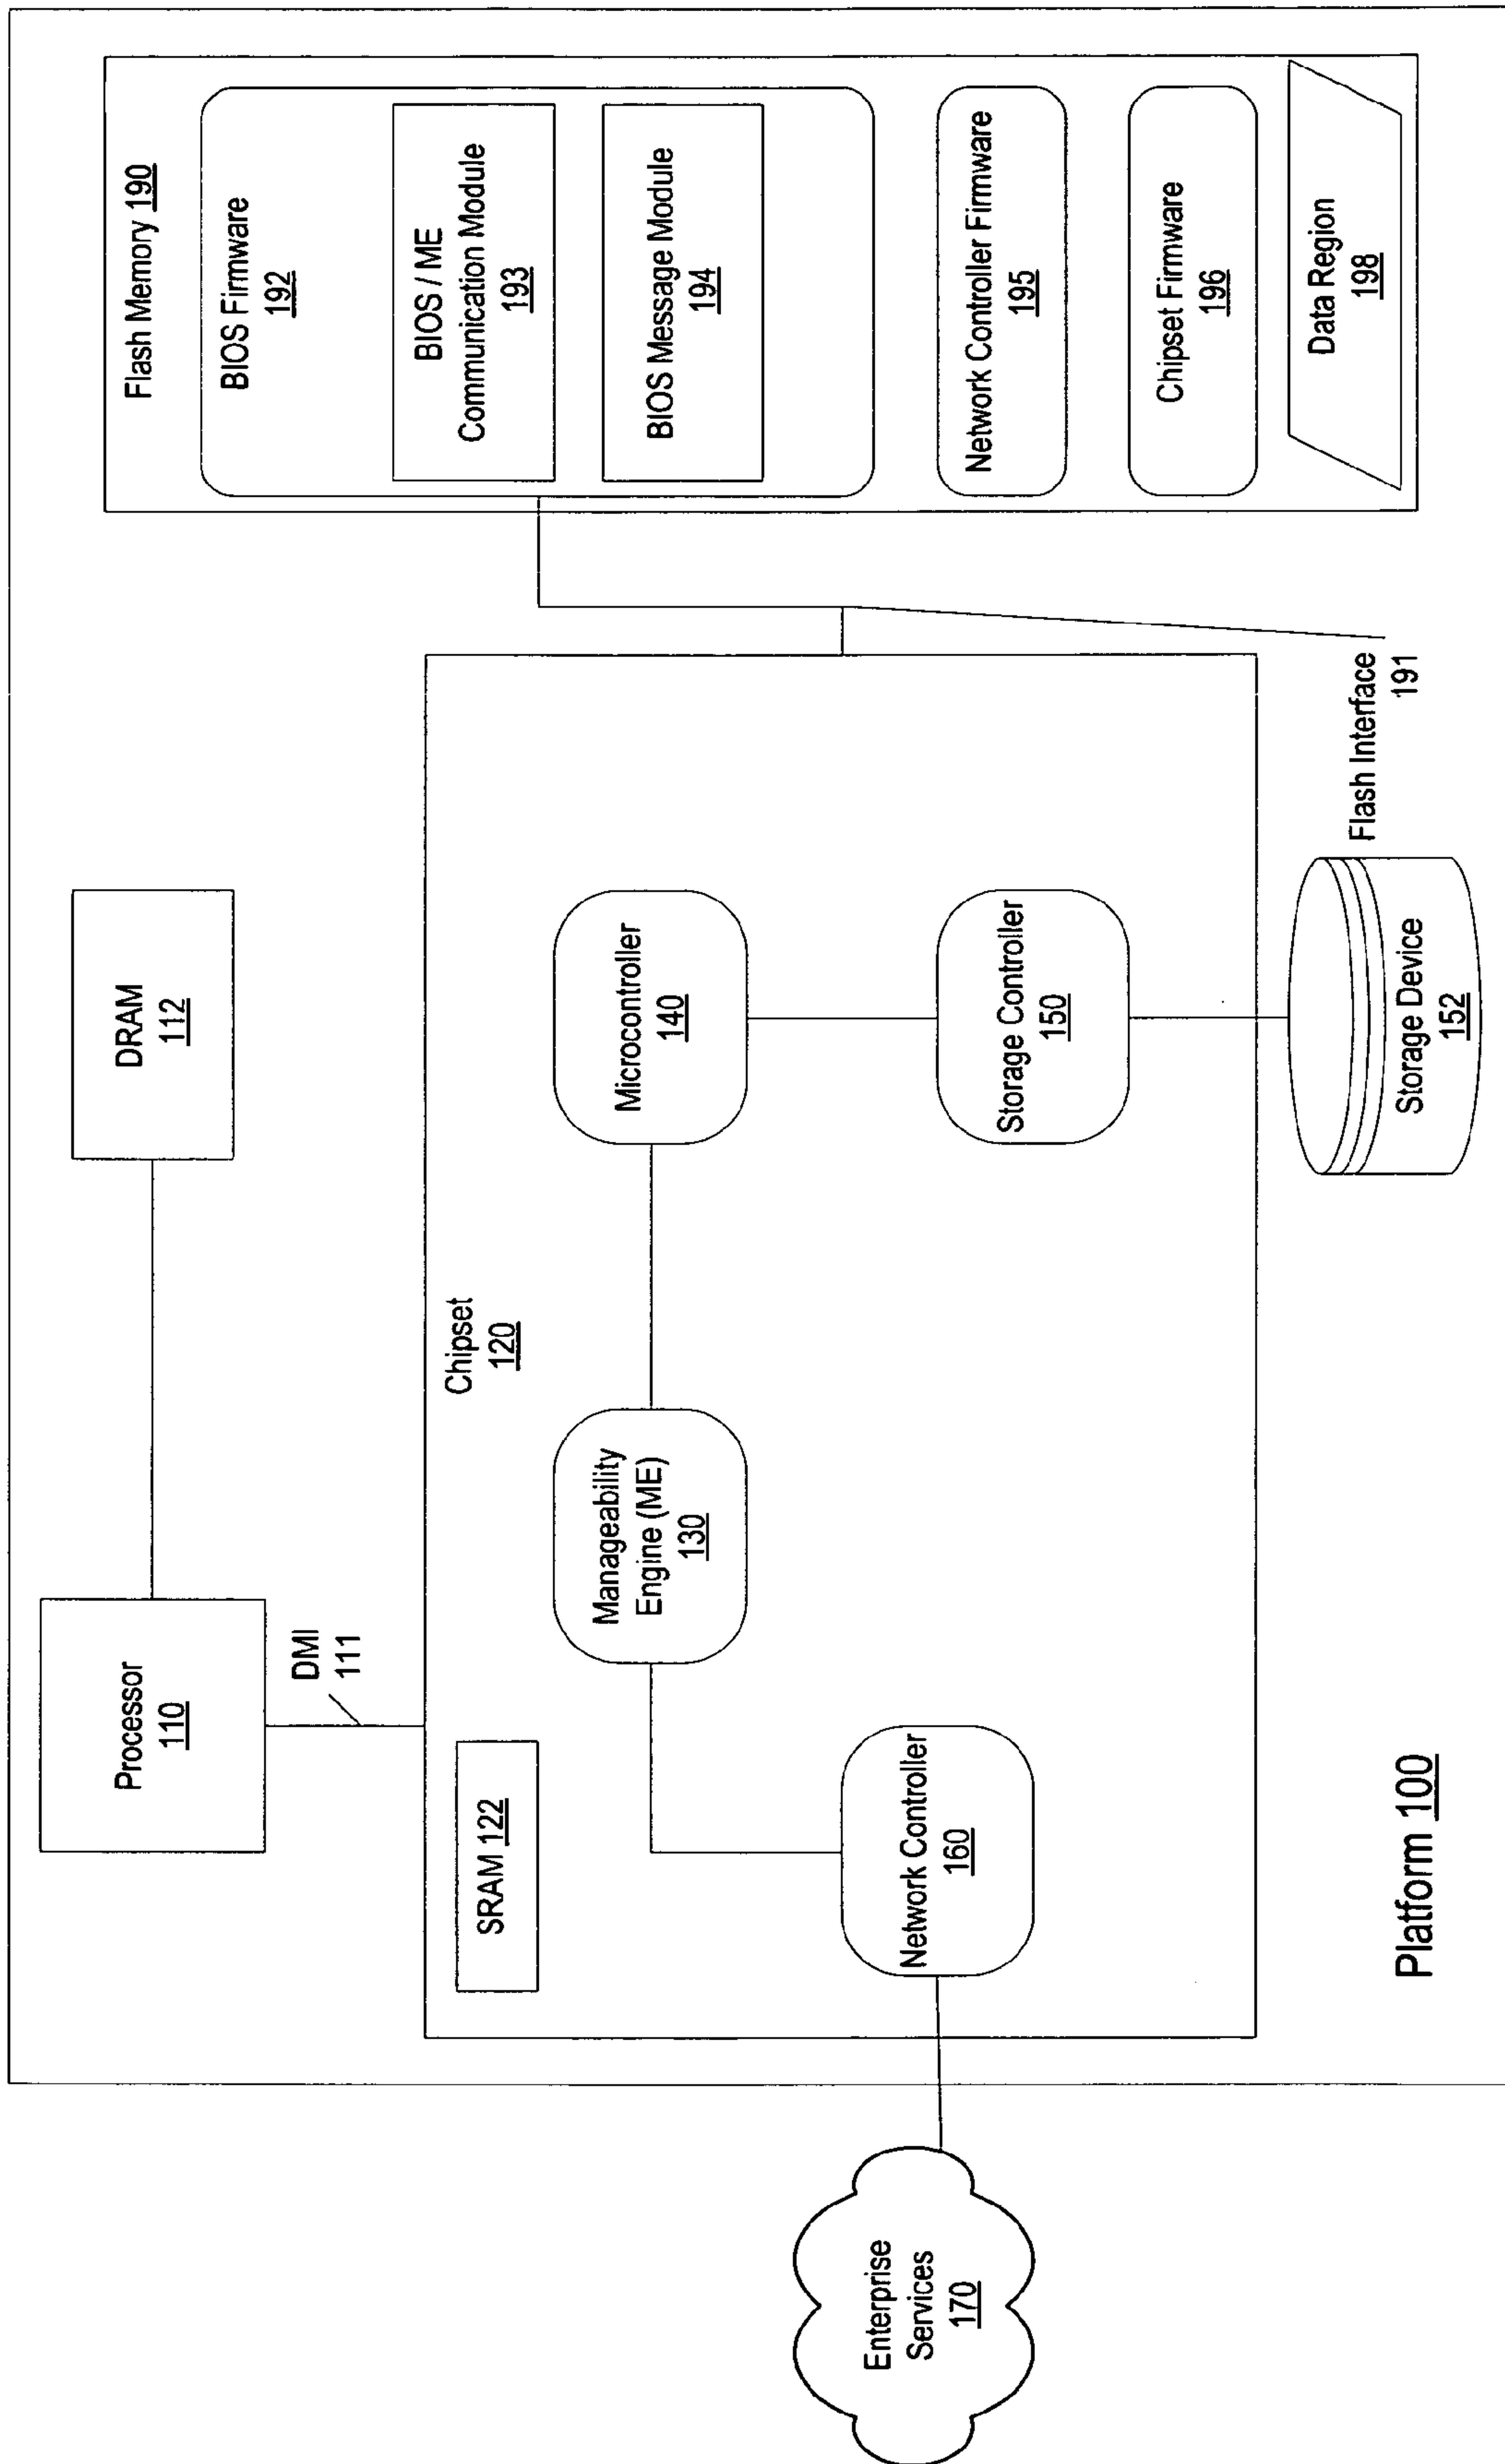 Processor
110
DRAM
112
DMI
111
Chipset
120
SRAM 122
Manageability
Engine (ME)
130
Microcontroller
140
Network Controller
160
Storage Controller
150
Enterprise
Services
170
Storage Device
152
Flash Interface
191
Flash Memory 190
BIOS Firmware
192
BIOS / ME
Communication Module
193
BIOS Message Module
194
Network Controller Firmware
195
Chipset Firmware
196
Data Region
198
Platform 100